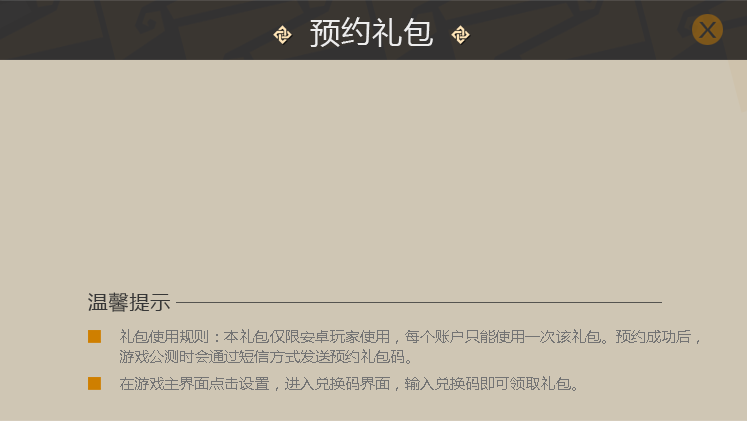 预约礼包
温馨提示
礼包使用规则：本礼包仅限安卓玩家使用，每个账户只能使用一次该礼包。预约成功后，
游戏公测时会通过短信方式发送预约礼包码。
在游戏主界面点击设置，进入兑换码界面，输入兑换码即可领取礼包。